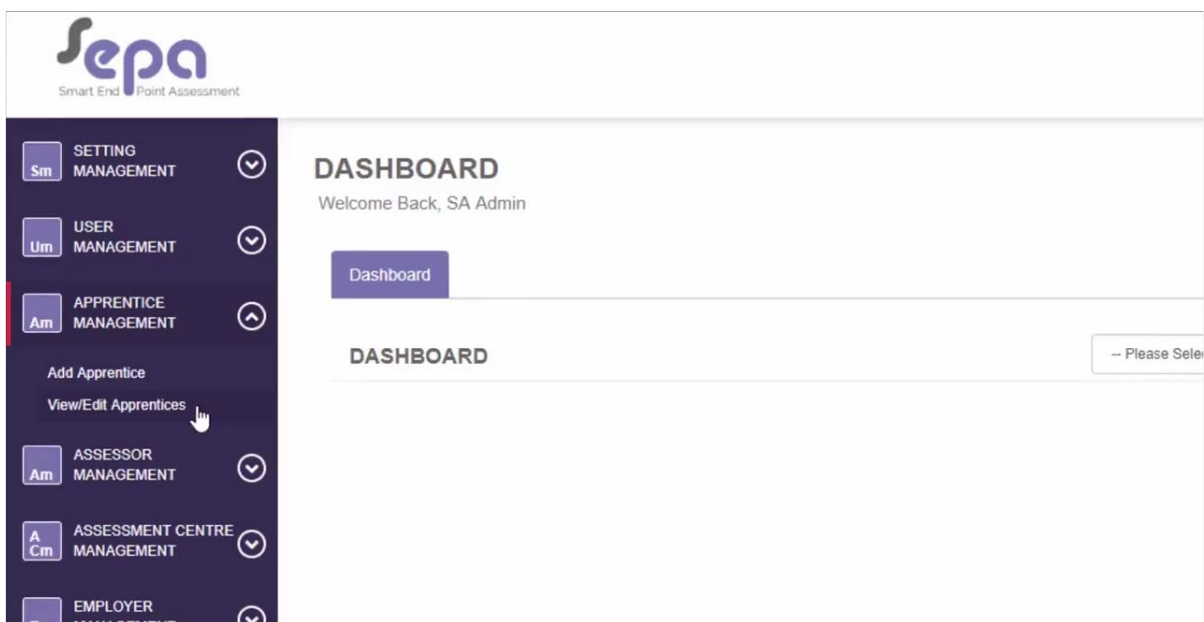 Sepa
Smart End Point Assessment
Sm
SETTING
MANAGEMENT
Um
USER
MANAGEMENT
Am
APPRENTICE
MANAGEMENT
Add Apprentice
View/Edit Apprentices
Am
ASSESSOR
MANAGEMENT
A
Cm
ASSESSMENT CENTRE
MANAGEMENT
EMPLOYER
DASHBOARD
Welcome Back, SA Admin
Dashboard
DASHBOARD
-- Please Sele